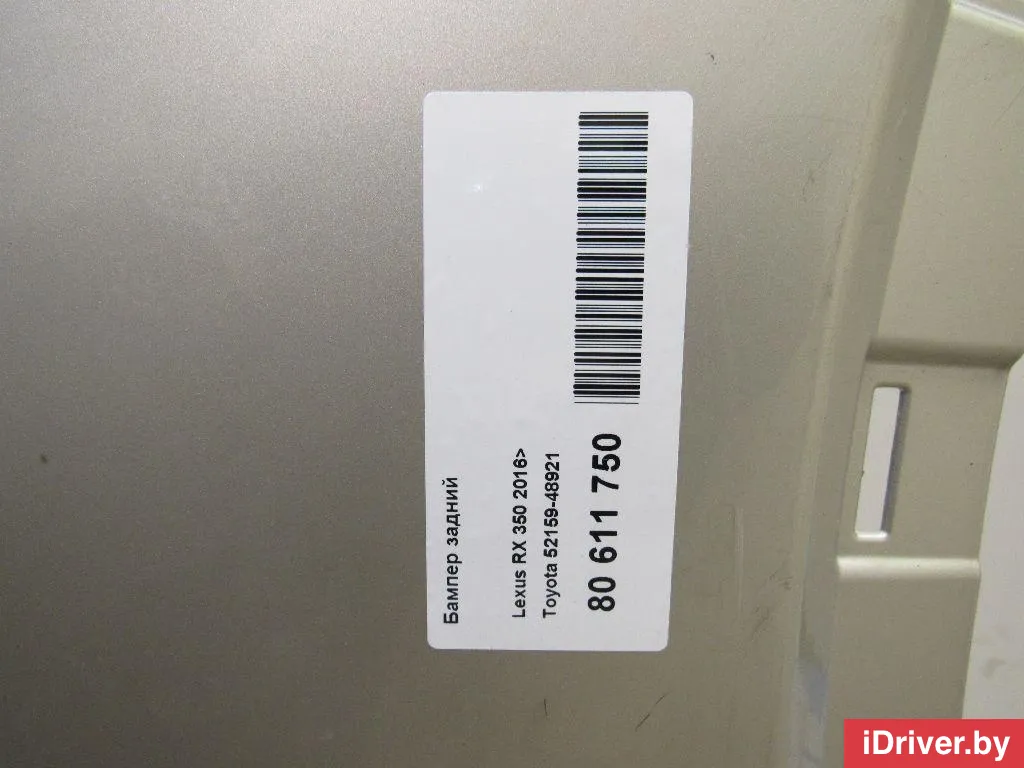 Бампер задний
Lexus RX 350 2016>
Toyota 52159-48921
80 611 750
iDriver.by